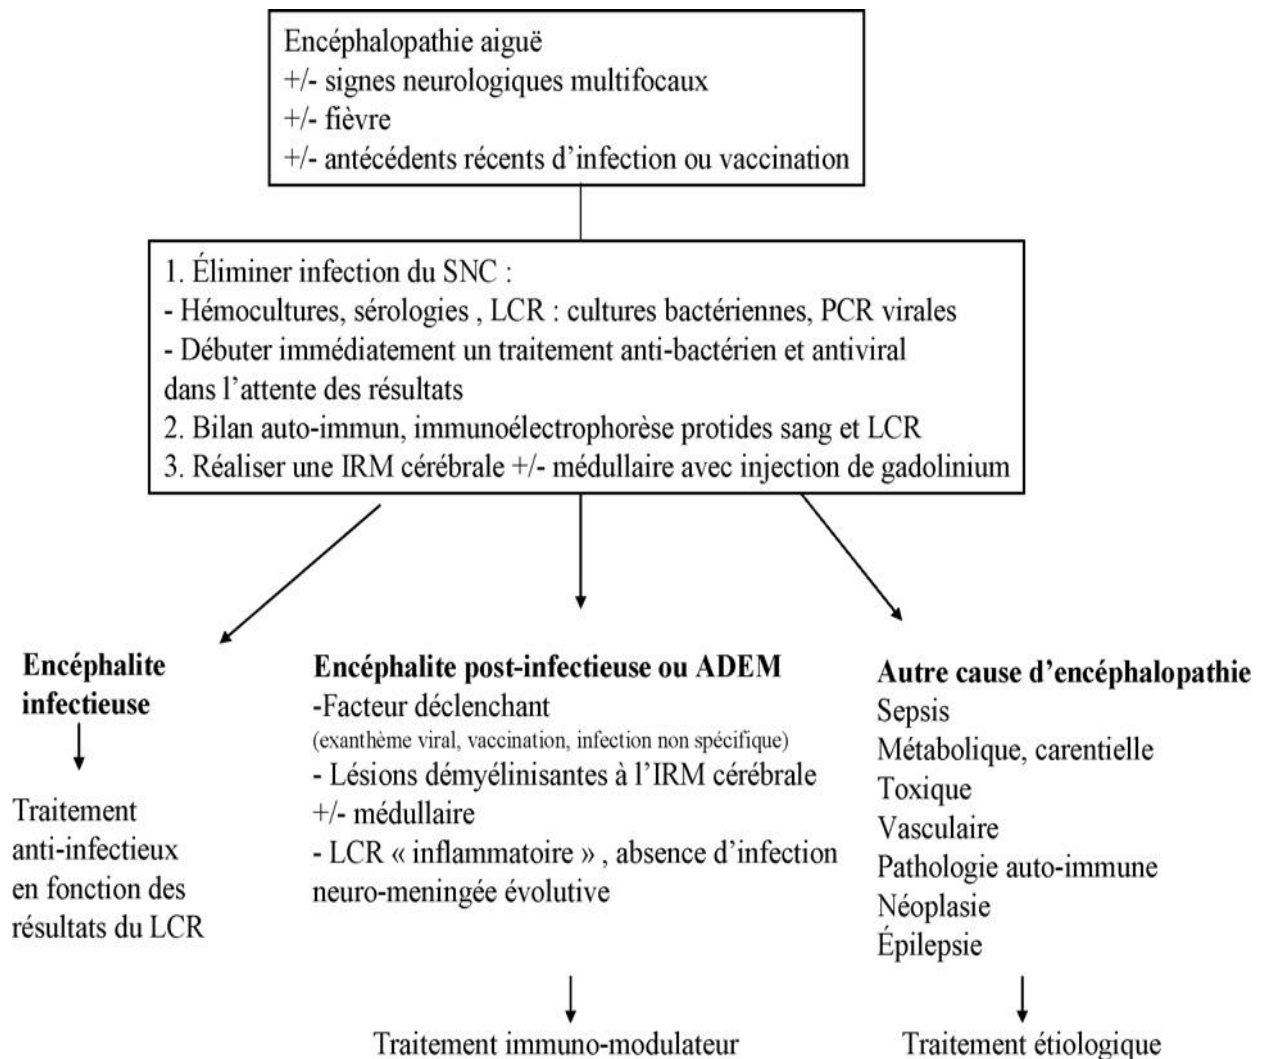 Encéphalopathie aiguë
+/- signes neurologiques multifocaux
+/- fièvre
+/- antécédents récents d’infection ou vaccination
1. Éliminer infection du SNC :
- Hémocultures, sérologies , LCR : cultures bactériennes, PCR virales
- Débuter immédiatement un traitement anti-bactérien et antiviral
dans l’attente des résultats
2. Bilan auto-immun, immunoélectrophorèse protides sang et LCR
3. Réaliser une IRM cérébrale +/- médullaire avec injection de gadolinium
Encéphalite
infectieuse
Traitement
anti-infectieux
en fonction des
résultats du LCR
Encéphalite post-infectieuse ou ADEM
-Facteur déclenchant
(exanthème viral, vaccination, infection non spécifique)
- Lésions démyélinisantes à l’IRM cérébrale
+/- médullaire
- LCR « inflammatoire » , absence d’infection
neuro-meningée évolutive
Traitement immuno-modulateur
Autre cause d’encéphalopathie
Sepsis
Métabolique, carentielle
Toxique
Vasculaire
Pathologie auto-immune
Néoplasie
Épilepsie
Traitement étiologique